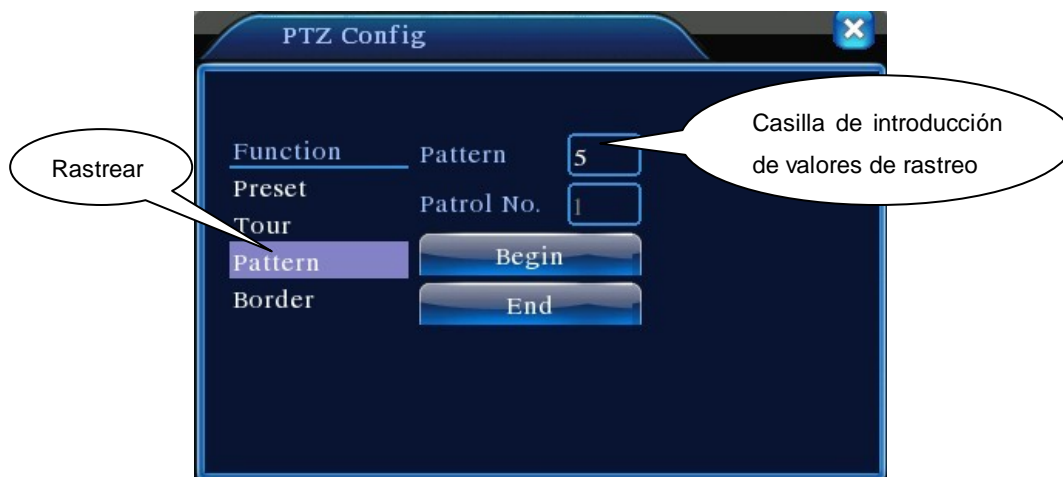 PTZ Config
Casilla de introducción
de valores de rastreo
Rastrear
Function
Pattern
5
Preset
Patrol No.
1
Tour
Pattern
Begin
Border
End